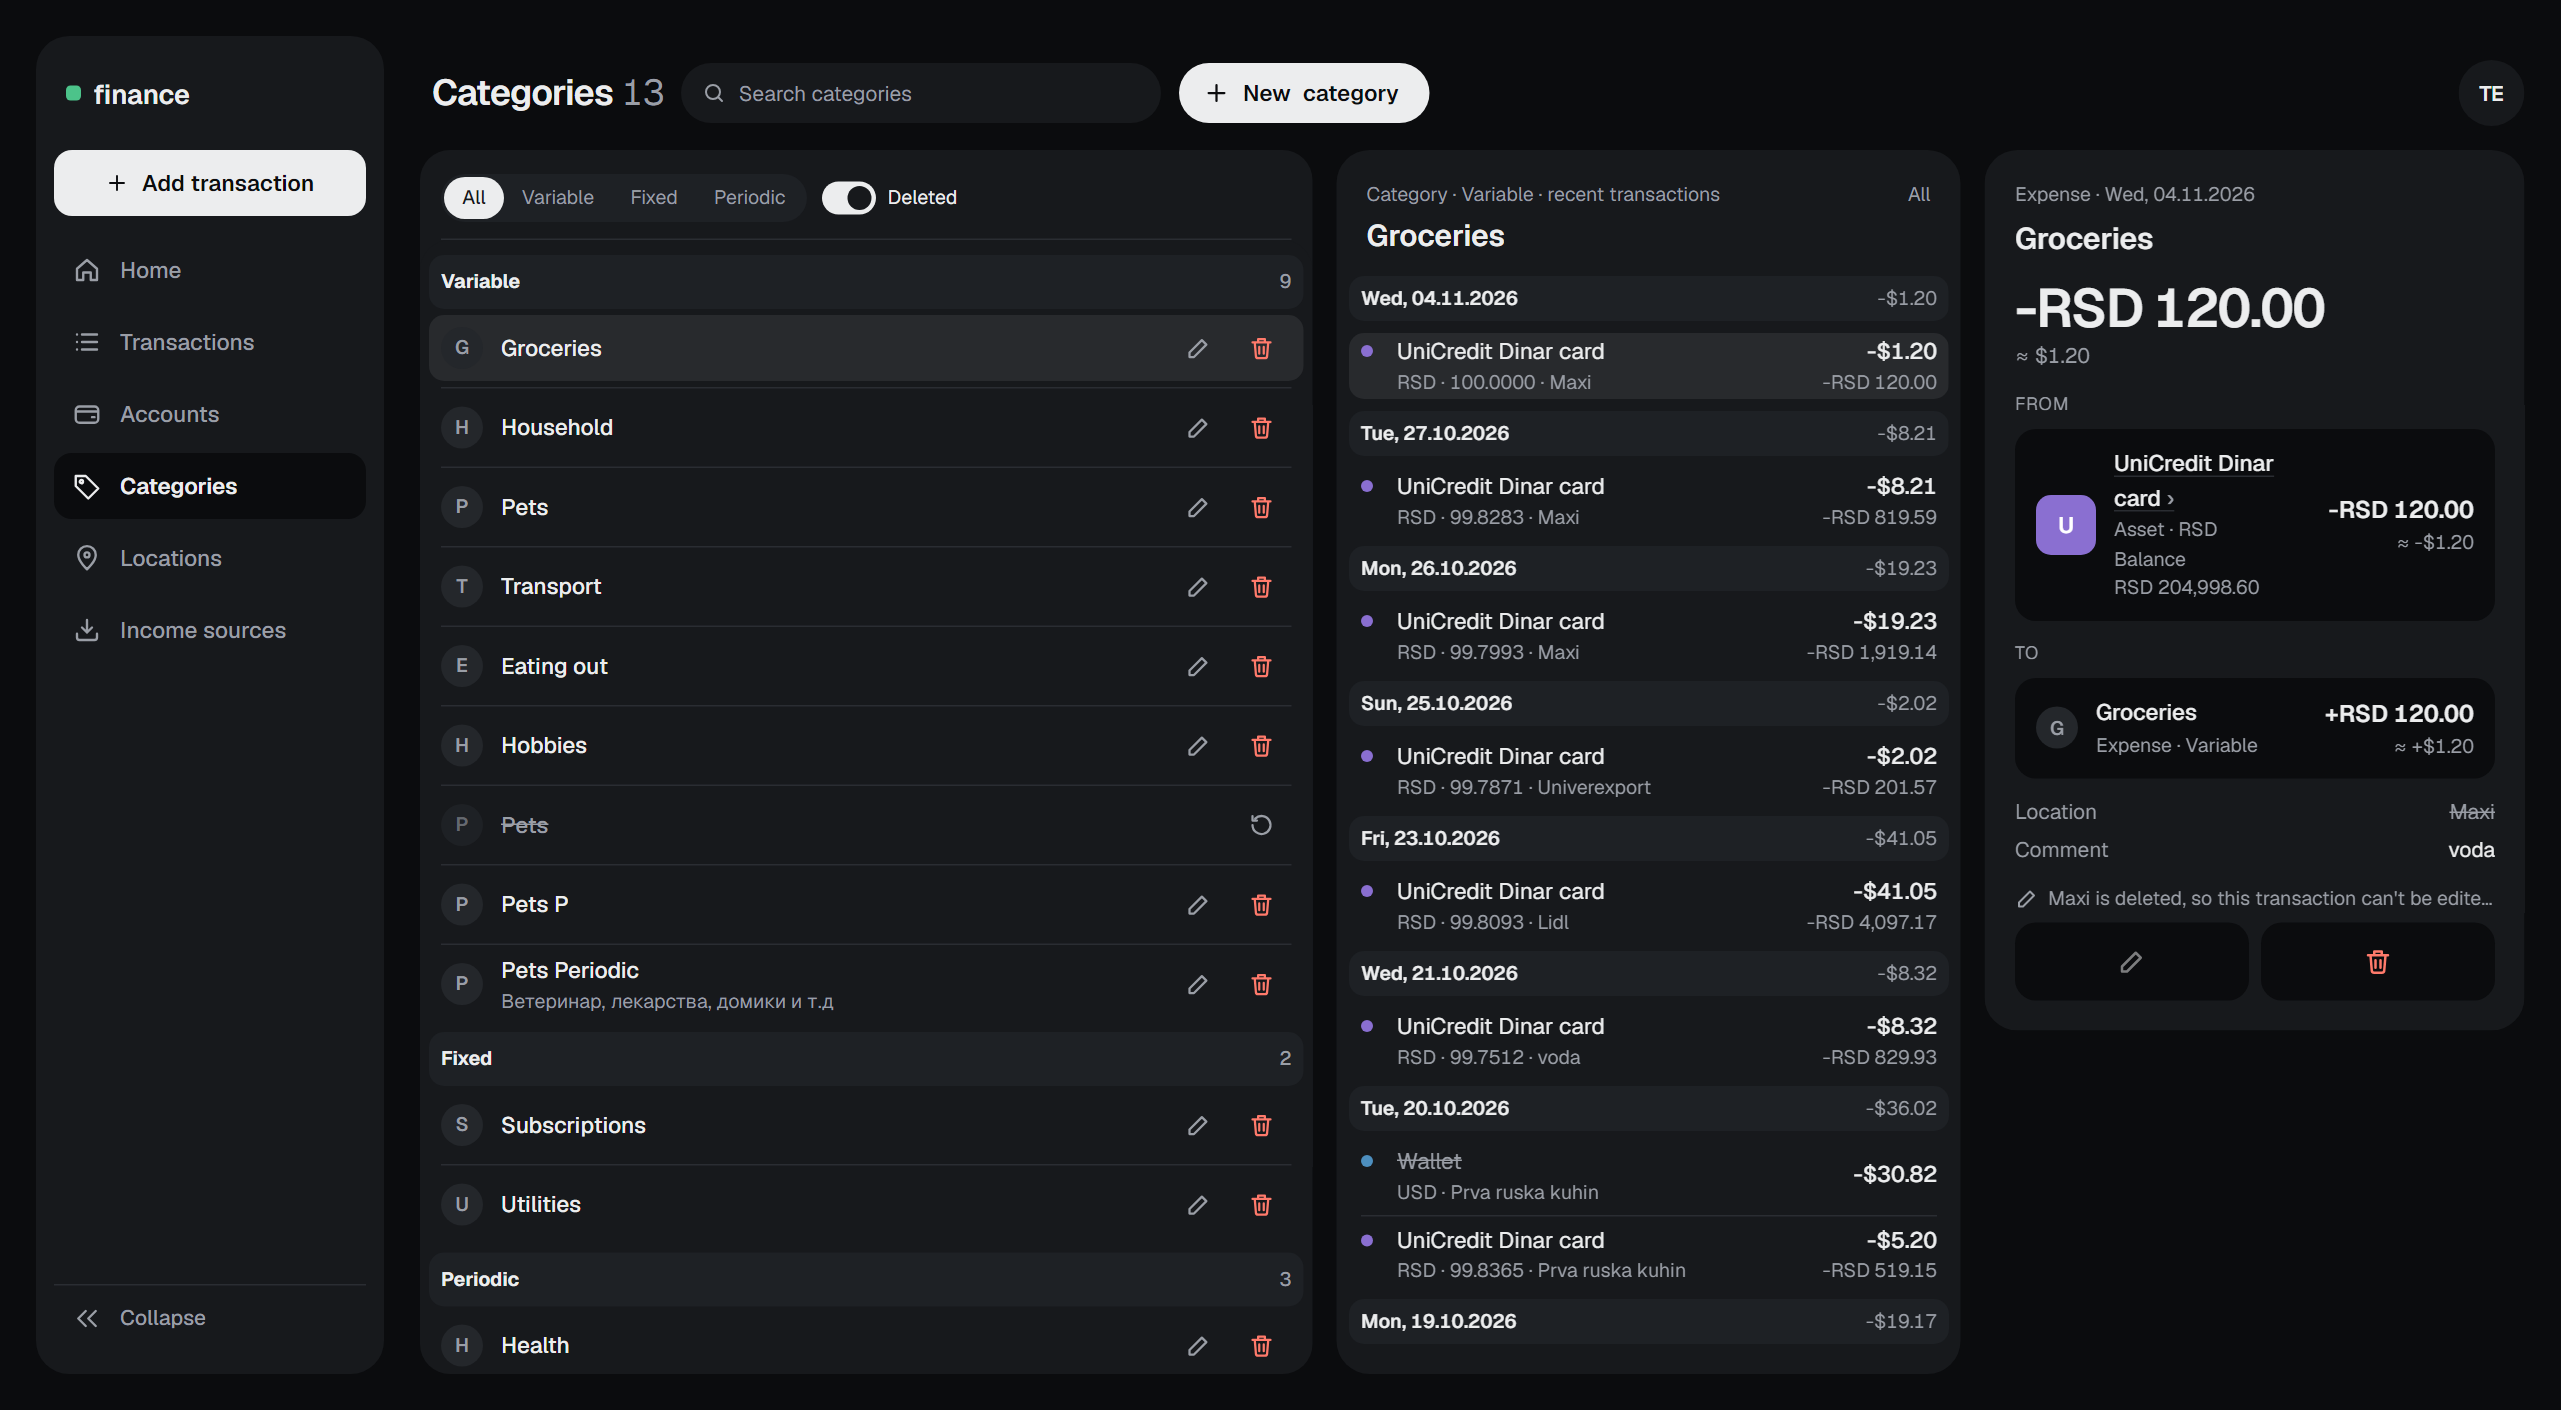 finance
Add transaction
Home
Transactions
Accounts
Categories
Locations
Income sources
Collapse
Categories 13
Search categories
New category
TE
All
Variable
Fixed
Periodic
Deleted
Variable
9
G
Groceries
H
Household
P
Pets
T
Transport
E
Eating out
H
Hobbies
P
Pets
P
Pets P
P
Pets Periodic
Ветеринар, лекарства, домики и т.д
Fixed
2
S
Subscriptions
U
Utilities
Periodic
3
H
Health
Category · Variable · recent transactions
All
Groceries
Wed, 04.11.2026
-$1.20
UniCredit Dinar card
-$1.20
RSD · 100.0000 · Maxi
-RSD 120.00
Tue, 27.10.2026
-$8.21
UniCredit Dinar card
-$8.21
RSD · 99.8283 · Maxi
-RSD 819.59
Mon, 26.10.2026
-$19.23
UniCredit Dinar card
-$19.23
RSD · 99.7993 · Maxi
-RSD 1,919.14
Sun, 25.10.2026
-$2.02
UniCredit Dinar card
-$2.02
RSD · 99.7871 · Univerexport
-RSD 201.57
Fri, 23.10.2026
-$41.05
UniCredit Dinar card
-$41.05
RSD · 99.8093 · Lidl
-RSD 4,097.17
Wed, 21.10.2026
-$8.32
UniCredit Dinar card
-$8.32
RSD · 99.7512 · voda
-RSD 829.93
Tue, 20.10.2026
-$36.02
Wallet
-$30.82
USD · Prva ruska kuhin
UniCredit Dinar card
-$5.20
RSD · 99.8365 · Prva ruska kuhin
-RSD 519.15
Mon, 19.10.2026
-$19.17
Expense · Wed, 04.11.2026
Groceries
-RSD 120.00
≈ $1.20
FROM
U
UniCredit Dinar
card ›
Asset · RSD
Balance
RSD 204,998.60
-RSD 120.00
≈ -$1.20
TO
G
Groceries
Expense · Variable
+RSD 120.00
≈ +$1.20
Location
Maxi
Comment
voda
Maxi is deleted, so this transaction can't be edite...